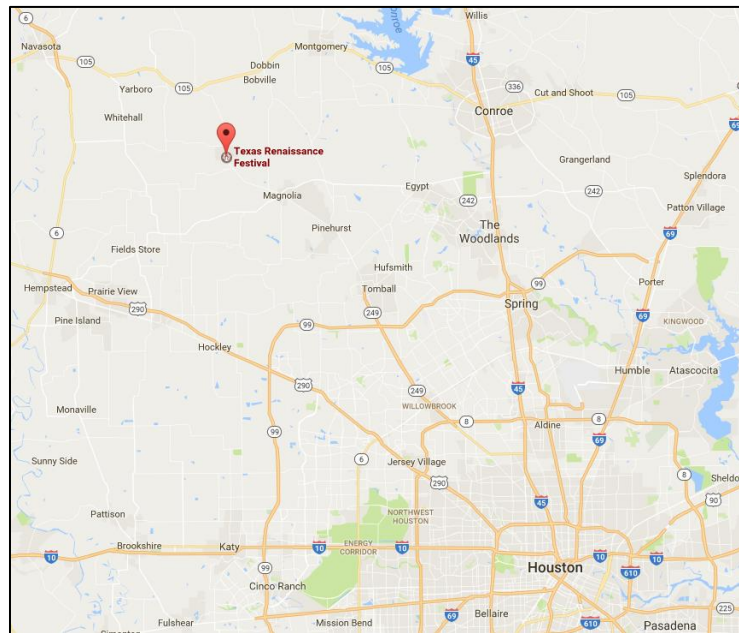 6
Willis
Navasota
Montgomery
45
105
Dobbin
105
Bobville
105
Yarboro
105
336
Cut and Shoot
105
Whitehall
Conroe
69
Texas Renaissance
Festival
Grangerland
Splendora
Magnolia
Egypt
242
242
Patton Village
The
Woodlands
Pinehurst
6
69
Fields Store
Hufsmith
Hempstead
Prairie View
Tomball
99
Porter
290
Spring
Pine Island
249
99
69
KINGWOOD
Hockley
Humble
Atascocita
290
45
249
Monaville
WILLOWBROOK
8
8
Aldine
99
69
Sunny Side
6
Jersey Village
8
290
Sheldo
45
90
Pattison
NORTHWEST
HOUSTON
Brookshire
Katy
10
ENERGY
CORRIDOR
10
10
10
99
Houston
610
Cinco Ranch
Bellaire
225
Fulshear
Mission Bend
69
610
Pasadena